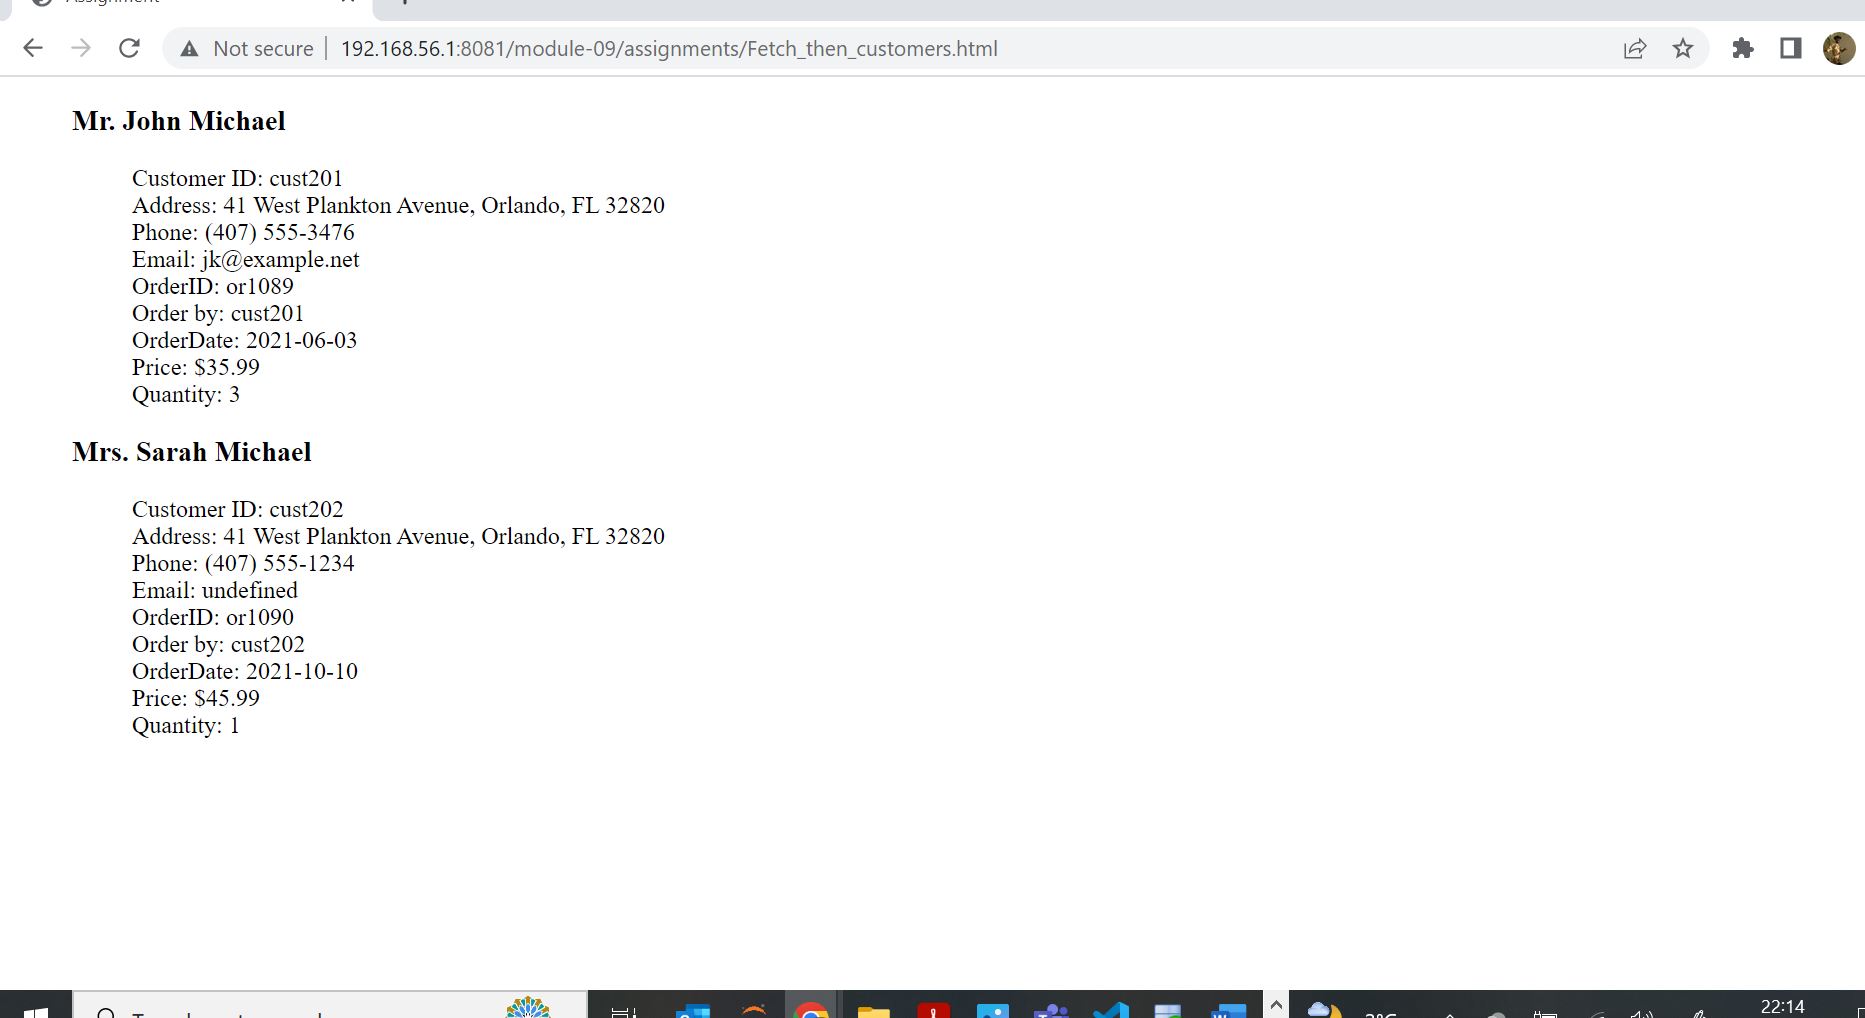 Assignment
Not secure 192.168.56.1:8081/module-09/assignments/Fetch_then_customers.html
Mr. John Michael
Customer ID: cust201
Address: 41 West Plankton Avenue, Orlando, FL 32820
Phone: (407) 555-3476
Email: jk@example.net
OrderID: or1089
Order by: cust201
OrderDate: 2021-06-03
Price: $35.99
Quantity: 3
Mrs. Sarah Michael
Customer ID: cust202
Address: 41 West Plankton Avenue, Orlando, FL 32820
Phone: (407) 555-1234
Email: undefined
OrderID: or1090
Order by: cust202
OrderDate: 2021-10-10
Price: $45.99
Quantity: 1
22:14